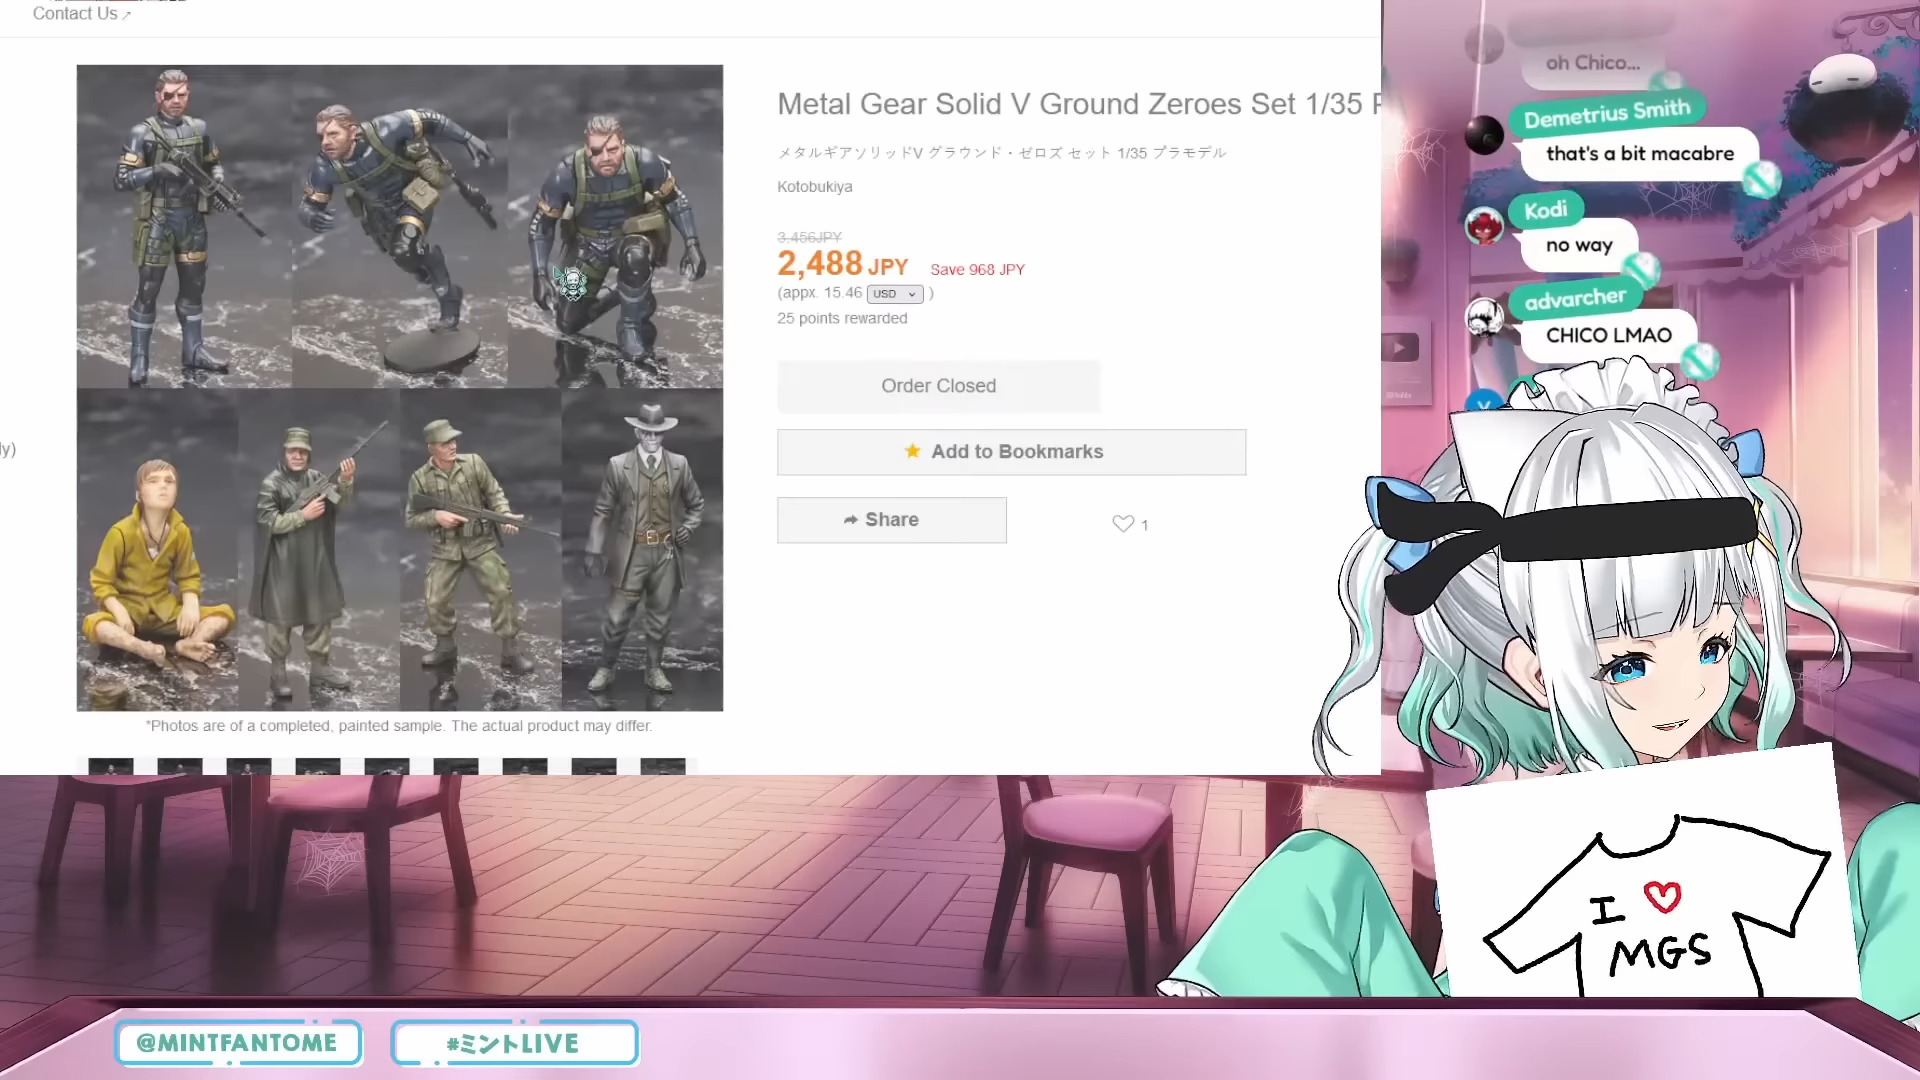 Contact Us
ly)
Metal Gear Solid V Ground Zeroes Set 1/35
メタルギアソリッドV グラウンド・ゼロズ セット 1/35 プラモデル
Kotobukiya
3,456JPY
2,488 JPY Save 968 JPY
(appx. 15.46 USD )
25 points rewarded
Order Closed
Add to Bookmarks
Share
1
*Photos are of a completed, painted sample. The actual product may differ.
oh Chico...
Demetrius Smith
that's a bit macabre
Kodi
no way
advarcher
CHICO LMAO
I ♡
MGS
@MINTFANTOME
#ミントLIVE